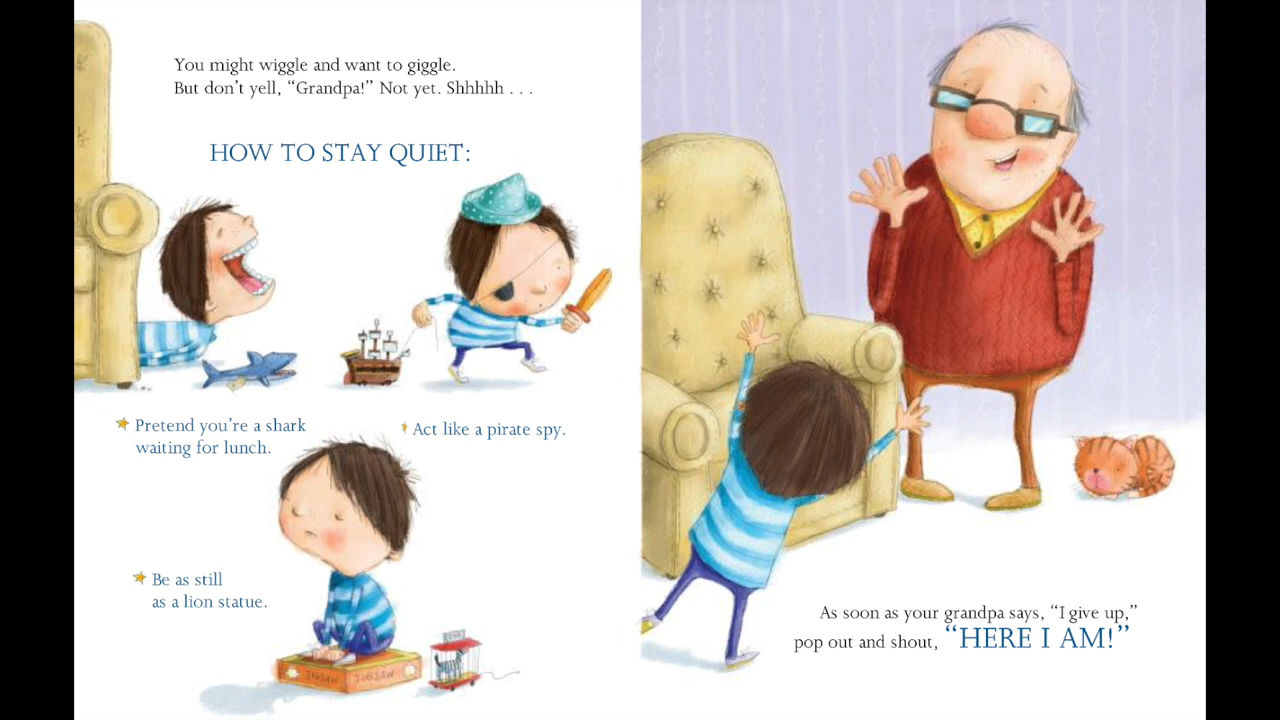 You might wiggle and want to giggle.
But don't yell, “Grandpa!” Not yet. Shhhhh . . .
HOW TO STAY QUIET:
Pretend you're a shark
waiting for lunch.
Act like a pirate spy.
Be as still
as a lion statue.
JIGSAW JIGSAW
As soon as your grandpa says, “I give up,”
pop out and shout, “HERE I AM!”